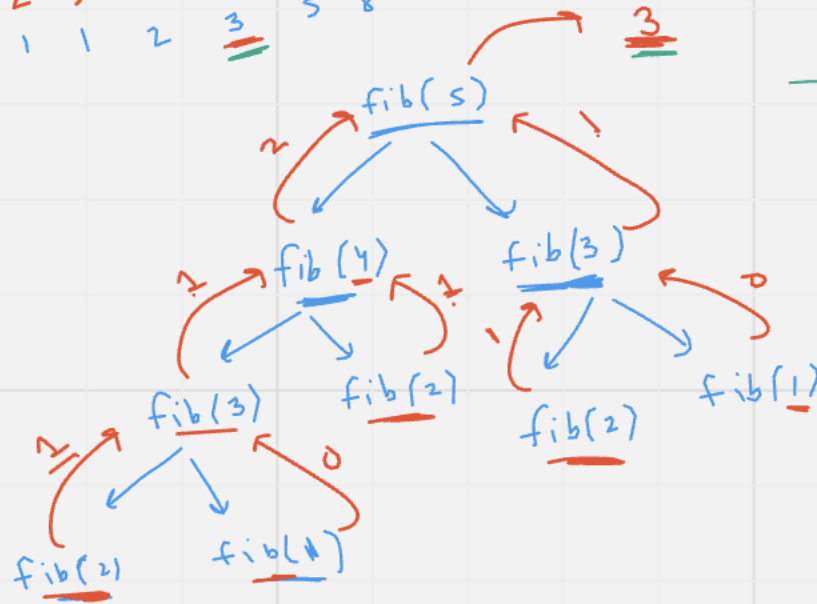 1 1 2 3 5 8
3
fib(5)
2 1
fib(4) fib(3)
1 1 1 0
fib(3) fib(2) fib(2) fib(1)
1 0
fib(2) fib(1)